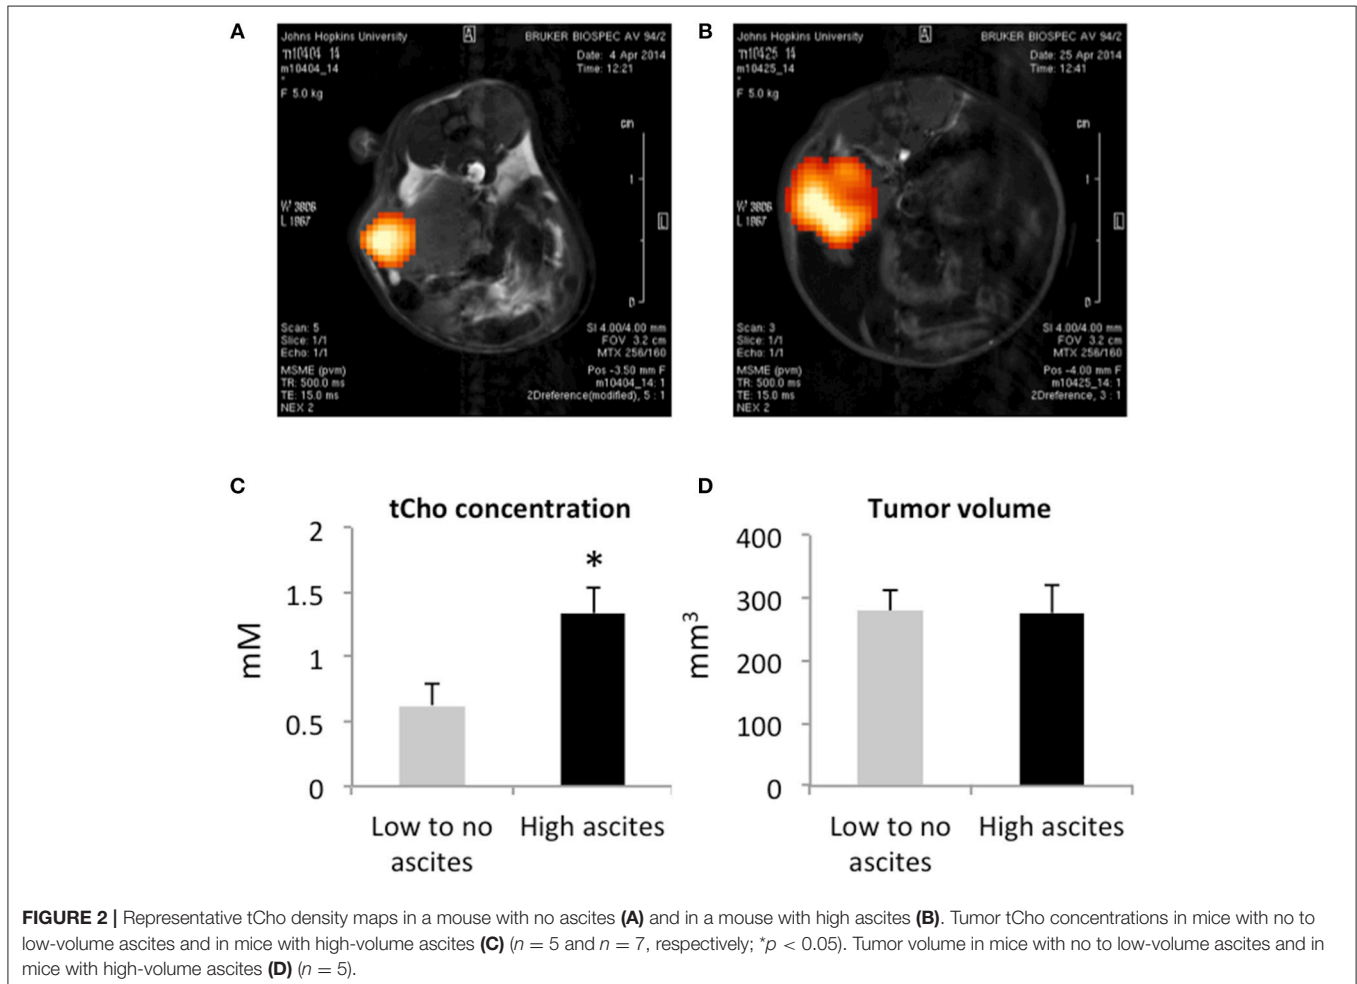 A
Johns Hopkins University
A
BRUKER BIOSPEC AV 94/2
m10404_14
Date: 4 Apr 2014
m10404_14
Time: 12:21
*
F 5.0 kg
cm
1
W 3806
L 1967
L
0
Scan: 5
Slice: 1/1
Echo: 1/1
MSME (pvm)
TR: 500.0 ms
TE: 15.0 ms
NEX 2
SI 4.00/4.00 mm
FOV 3.2 cm
MTX 256/160
Pos -3.50 mm F
m10404_14: 1
2Dreference(modified), 5 : 1
B
Johns Hopkins University
A
BRUKER BIOSPEC AV 94/2
m10425_14
Date: 25 Apr 2014
m10425_14
Time: 12:41
*
F 5.0 kg
cm
1
W 3806
L 1967
L
0
Scan: 3
Slice: 1/1
Echo: 1/1
MSME (pvm)
TR: 500.0 ms
TE: 15.0 ms
NEX 2
SI 4.00/4.00 mm
FOV 3.2 cm
MTX 256/160
Pos -4.00 mm F
m10425_14: 1
2Dreference, 3 : 1
C
tCho concentration
2
1.5
1
0.5
0
mM
*
Low to no
ascites
High ascites
D
Tumor volume
400
300
200
100
0
mm³
Low to no
ascites
High ascites
FIGURE 2 | Representative tCho density maps in a mouse with no ascites (A) and in a mouse with high ascites (B). Tumor tCho concentrations in mice with no to
low-volume ascites and in mice with high-volume ascites (C) (n = 5 and n = 7, respectively; *p < 0.05). Tumor volume in mice with no to low-volume ascites and in
mice with high-volume ascites (D) (n = 5).